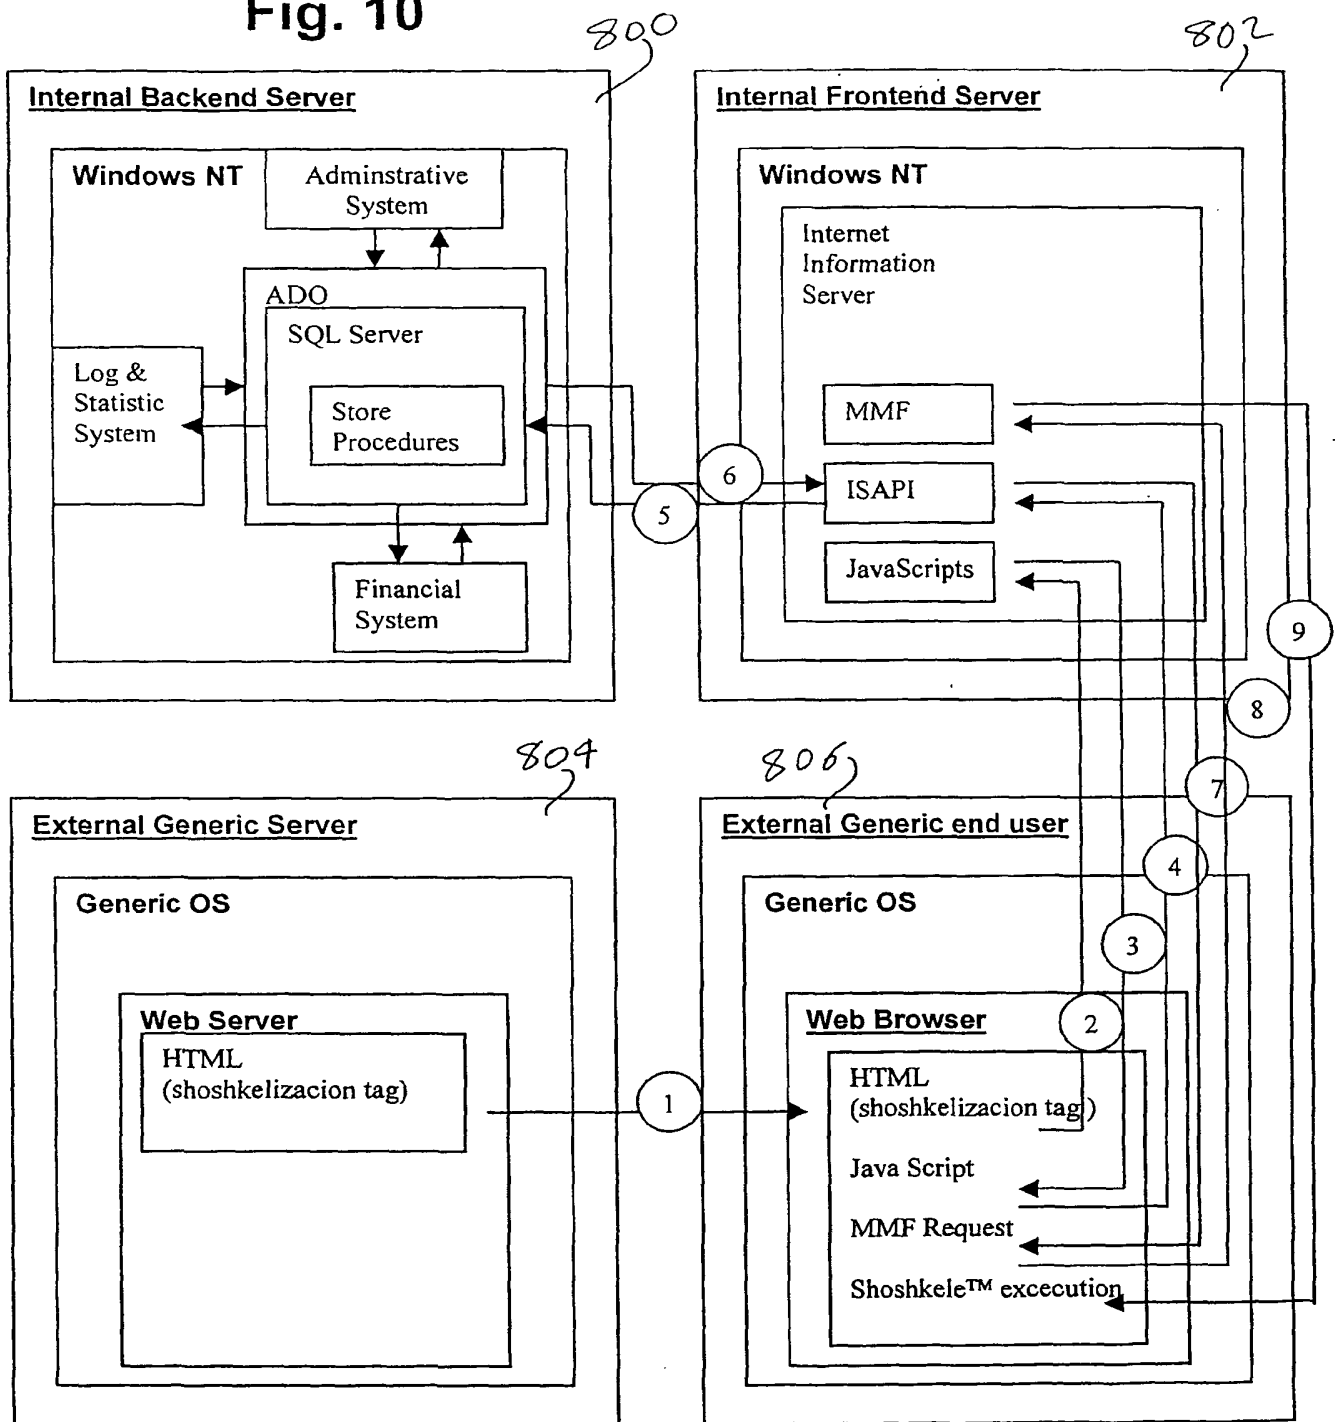 Fig. 10
800
802
Internal Backend Server
Windows NT
Adminstrative
System
ADO
SQL Server
Store
Procedures
Log &
Statistic
System
Financial
System
Internal Frontend Server
Windows NT
Internet
Information
Server
MMF
ISAPI
JavaScripts
6
5
9
8
7
4
3
2
1
804
806
External Generic Server
Generic OS
Web Server
HTML
(shoshkelizacion tag)
External Generic end user
Generic OS
Web Browser
HTML
(shoshkelizacion tag )
Java Script
MMF Request
Shoshkele™ excecution